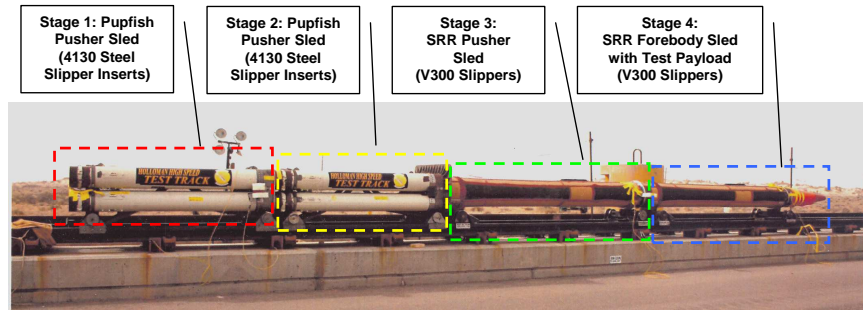 Stage 1: Pupfish
Pusher Sled
(4130 Steel
Slipper Inserts)
Stage 2: Pupfish
Pusher Sled
(4130 Steel
Slipper Inserts)
Stage 3:
SRR Pusher
Sled
(V300 Slippers)
Stage 4:
SRR Forebody Sled
with Test Payload
(V300 Slippers)
HOLLOMAN HIGH SPEED
TEST TRACK
HOLLOMAN HIGH SPEED
TEST TRACK